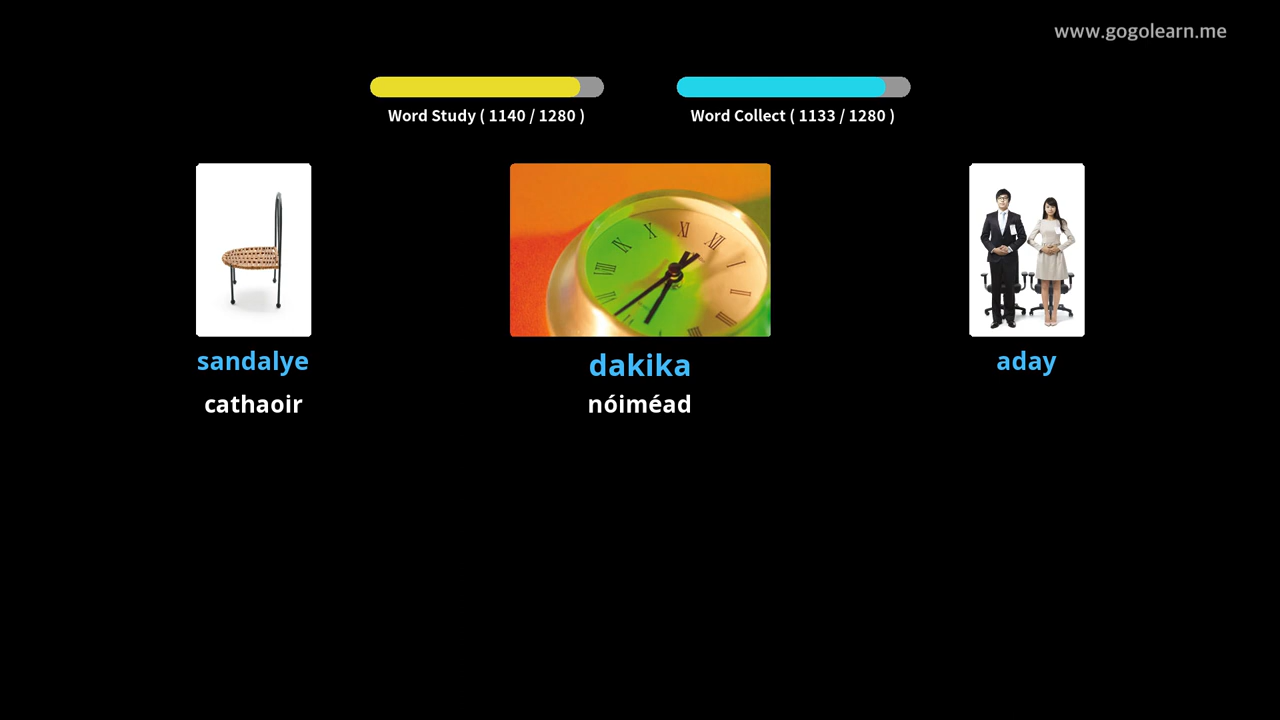 www.gogolearn.me
Word Study ( 1140 / 1280 )
Word Collect ( 1133 / 1280 )
sandalye
dakika
aday
cathaoir
nóiméad